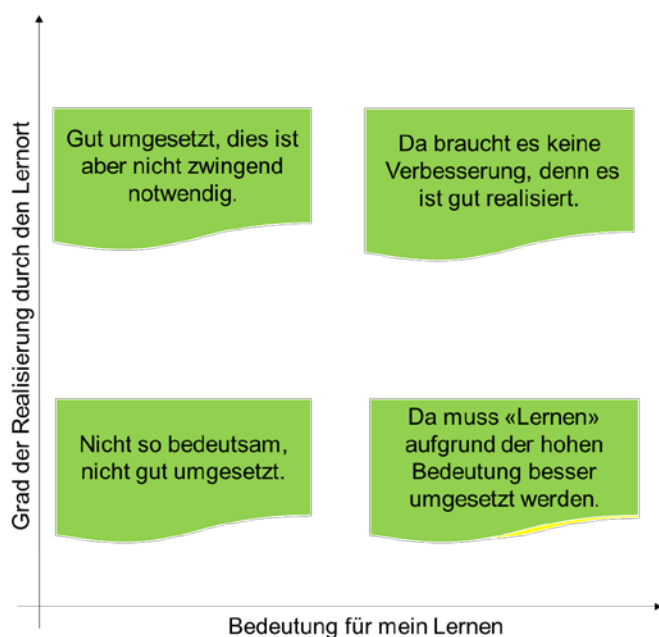 Grad der Realisierung durch den Lernort
Gut umgesetzt, dies ist
aber nicht zwingend
notwendig.
Da braucht es keine
Verbesserung, denn es
ist gut realisiert.
Nicht so bedeutsam,
nicht gut umgesetzt.
Da muss «Lernen»
aufgrund der hohen
Bedeutung besser
umgesetzt werden.
Bedeutung für mein Lernen